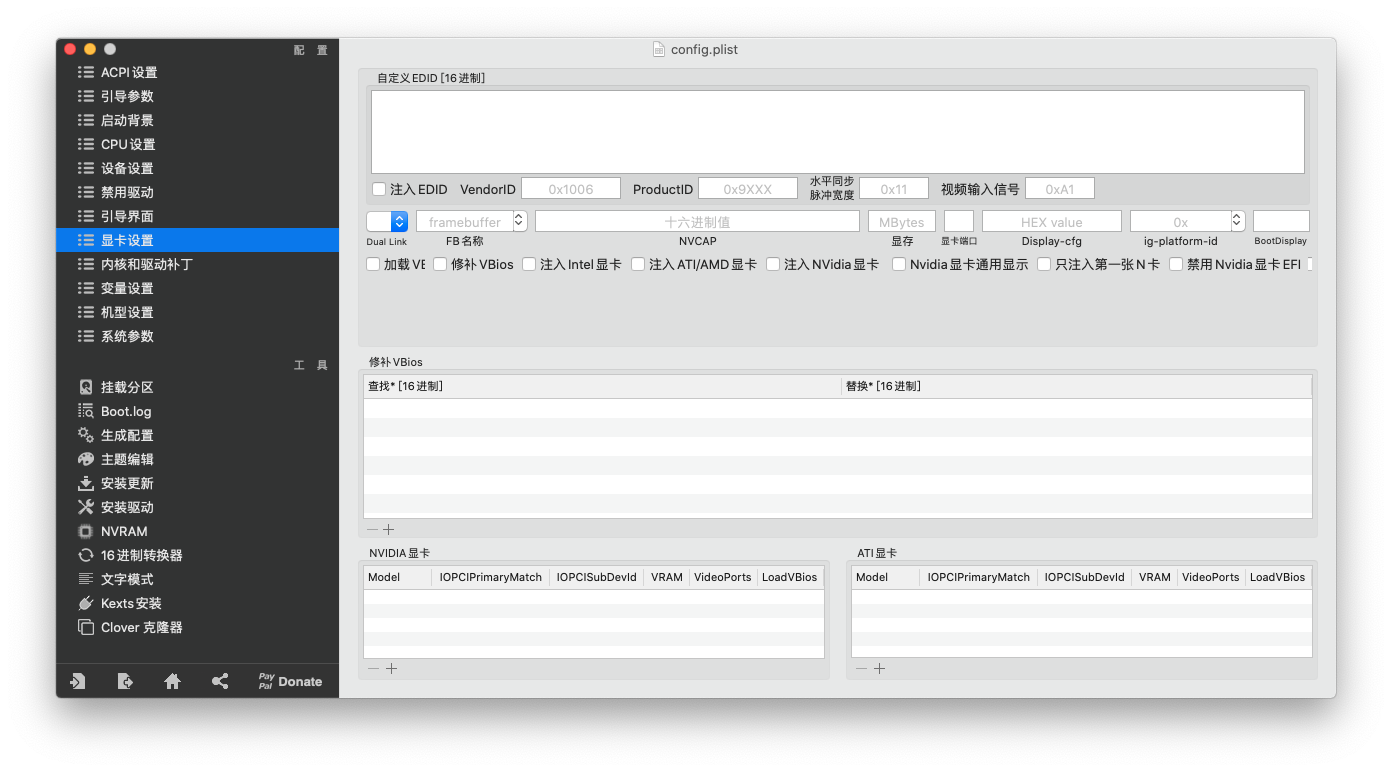 配 置
ACPI 设置
引导参数
启动背景
CPU 设置
设备设置
禁用驱动
引导界面
显卡设置
内核和驱动补丁
变量设置
机型设置
系统参数
工 具
挂载分区
Boot.log
生成配置
主题编辑
安装更新
安装驱动
NVRAM
16 进制转换器
文字模式
Kexts 安装
Clover 克隆器
Pay
Pal
Donate
config.plist
自定义 EDID [16 进制]
注入 EDID VendorID 0x1006 ProductID 0x9XXX 水平同步 脉冲宽度 0x11 视频输入信号 0xA1
framebuffer 十六进制值 MBytes HEX value 0x
Dual Link FB 名称 NVCAP 显存 显卡端口 Display-cfg ig-platform-id BootDisplay
加载 VE 修补 VBios 注入 Intel 显卡 注入 ATI/AMD 显卡 注入 NVidia 显卡 Nvidia 显卡通用显示 只注入第一张 N 卡 禁用 Nvidia 显卡 EFI
修补 VBios
查找* [16 进制] 替换* [16 进制]
NVIDIA 显卡
Model IOPCIPrimaryMatch IOPCISubDevId VRAM VideoPorts LoadVBios
ATI 显卡
Model IOPCIPrimaryMatch IOPCISubDevId VRAM VideoPorts LoadVBios